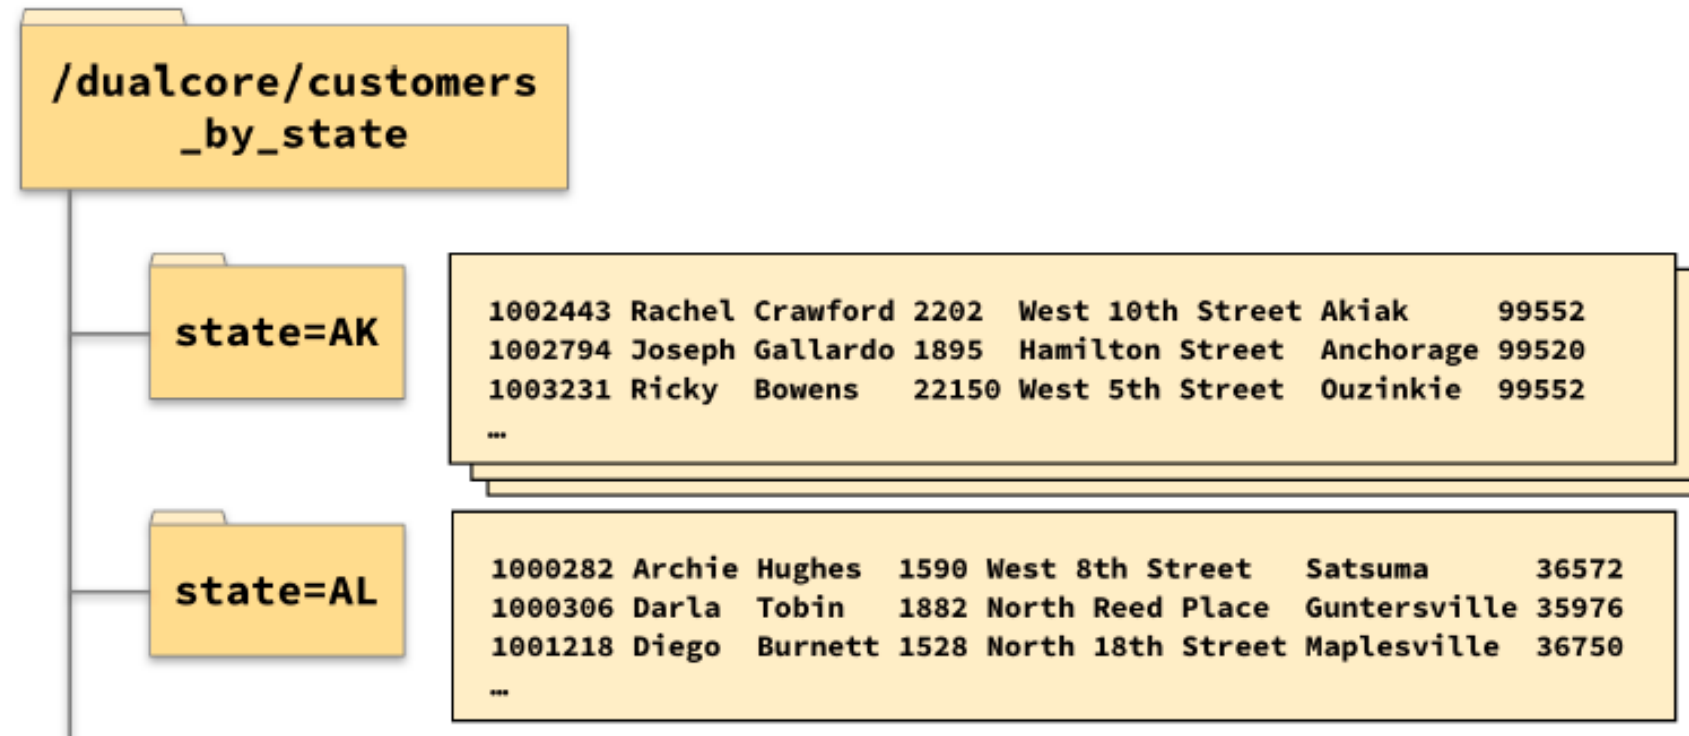 /dualcore/customers
_by_state
state=AK
1002443 Rachel Crawford 2202 West 10th Street Akiak 99552
1002794 Joseph Gallardo 1895 Hamilton Street Anchorage 99520
1003231 Ricky Bowens 22150 West 5th Street Ouzinkie 99552
…
state=AL
1000282 Archie Hughes 1590 West 8th Street Satsuma 36572
1000306 Darla Tobin 1882 North Reed Place Guntersville 35976
1001218 Diego Burnett 1528 North 18th Street Maplesville 36750
…